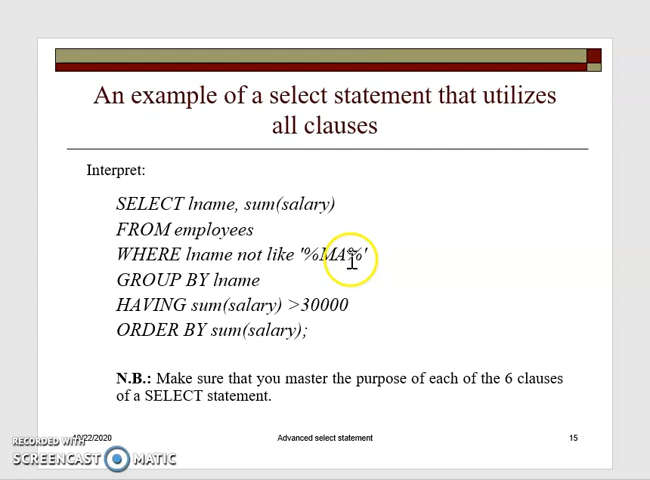 An example of a select statement that utilizes
all clauses
Interpret:
SELECT lname, sum(salary)
FROM employees
WHERE lname not like '%MA%'
GROUP BY lname
HAVING sum(salary) >30000
ORDER BY sum(salary);
N.B.: Make sure that you master the purpose of each of the 6 clauses
of a SELECT statement.
RECORDED WITH
/22/2020
Advanced select statement
15
SCREENCAST MATIC